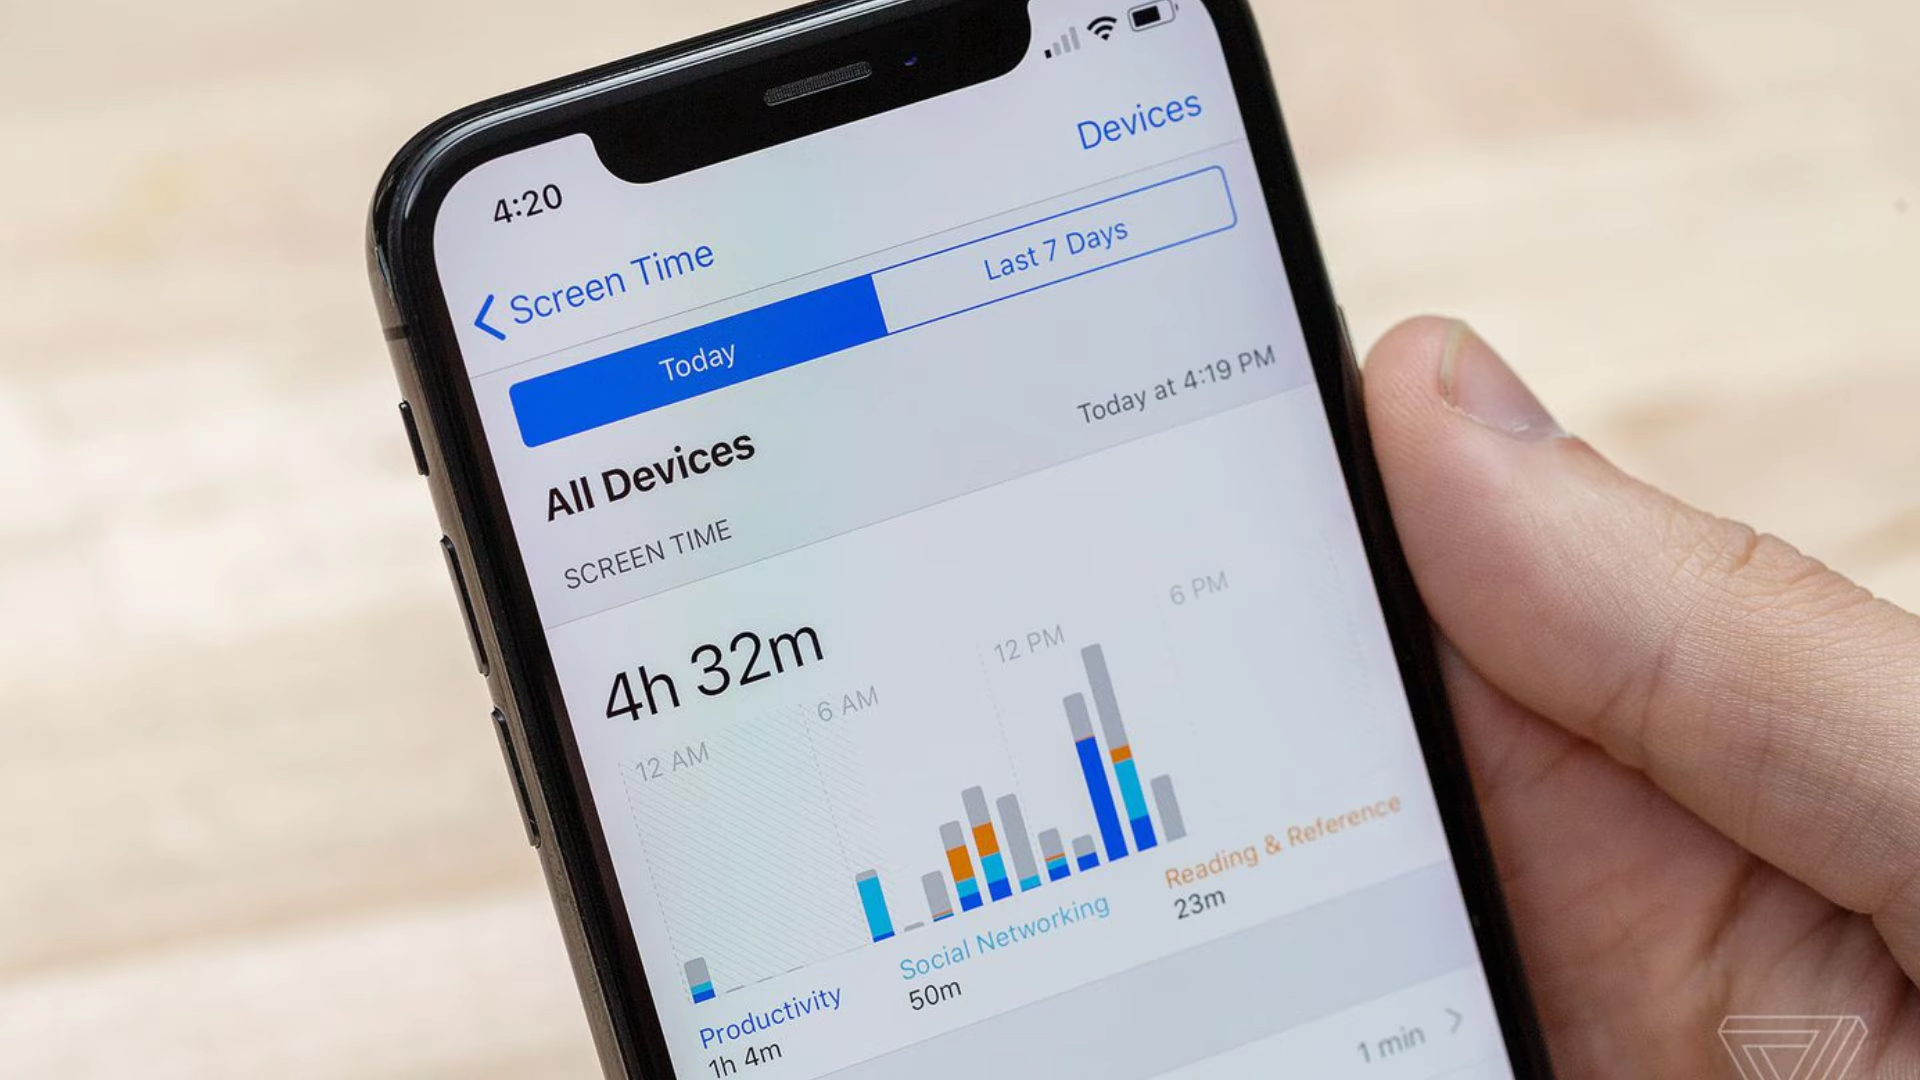 4:20
Screen Time
Devices
Today
Last 7 Days
All Devices
Today at 4:19 PM
SCREEN TIME
4h 32m
12 AM
6 AM
12 PM
6 PM
Productivity
1h 4m
Social Networking
50m
Reading & Reference
23m
1 min